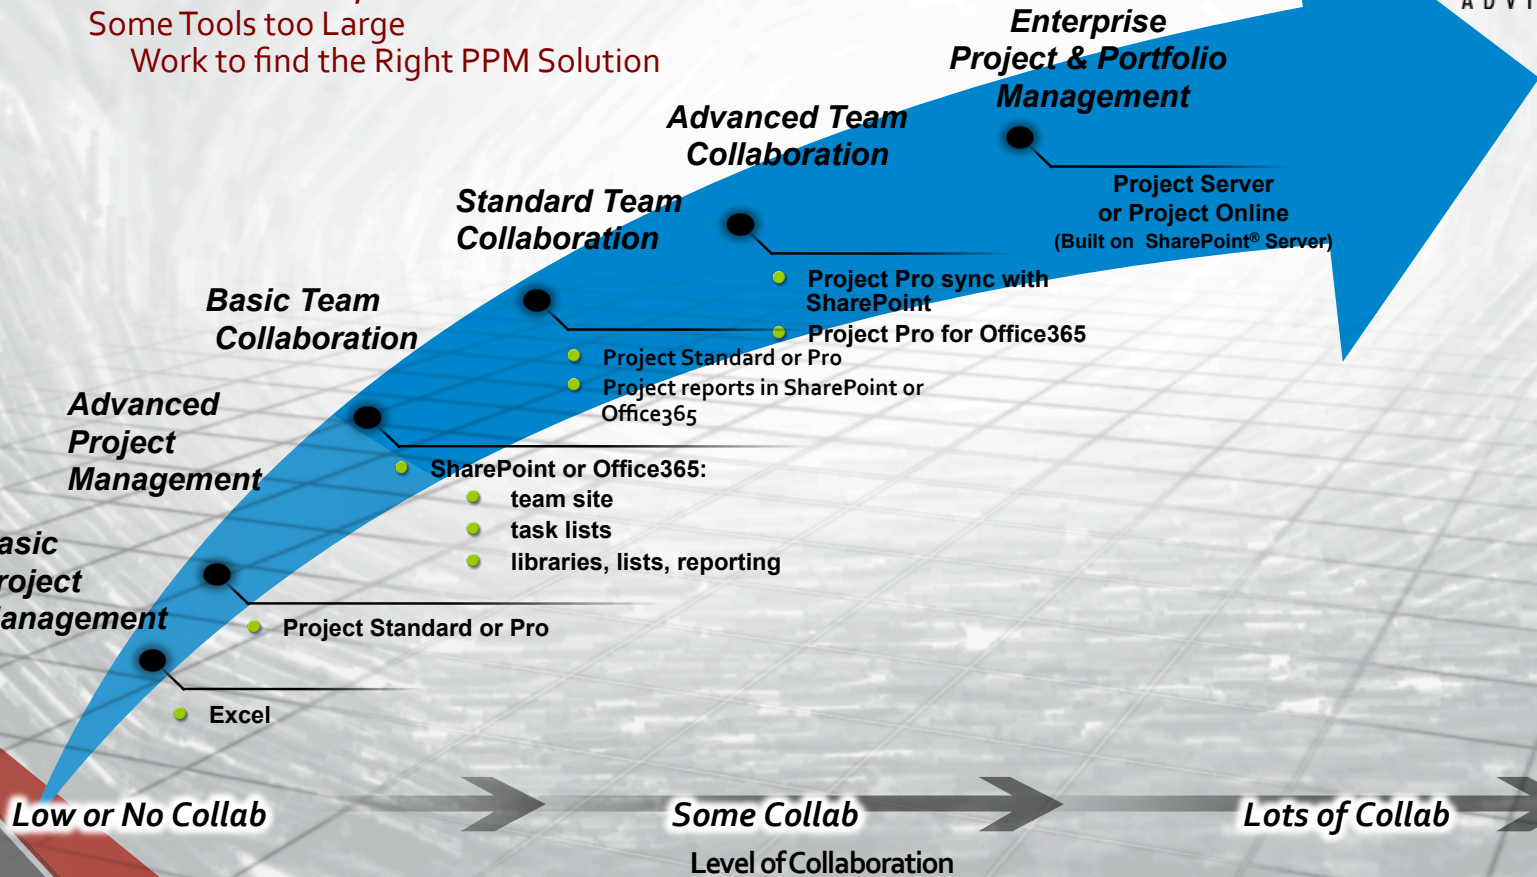 Some Tools too Large
Work to find the Right PPM Solution
ADVI
Enterprise
Project & Portfolio
Management
Project Server
or Project Online
(Built on SharePoint® Server)
Advanced Team
Collaboration
Project Pro sync with
SharePoint
Project Pro for Office365
Standard Team
Collaboration
Project Standard or Pro
Project reports in SharePoint or
Office365
Basic Team
Collaboration
SharePoint or Office365:
team site
task lists
libraries, lists, reporting
Advanced
Project
Management
Project Standard or Pro
asic
roject
anagement
Excel
Low or No Collab
Some Collab
Lots of Collab
Level of Collaboration